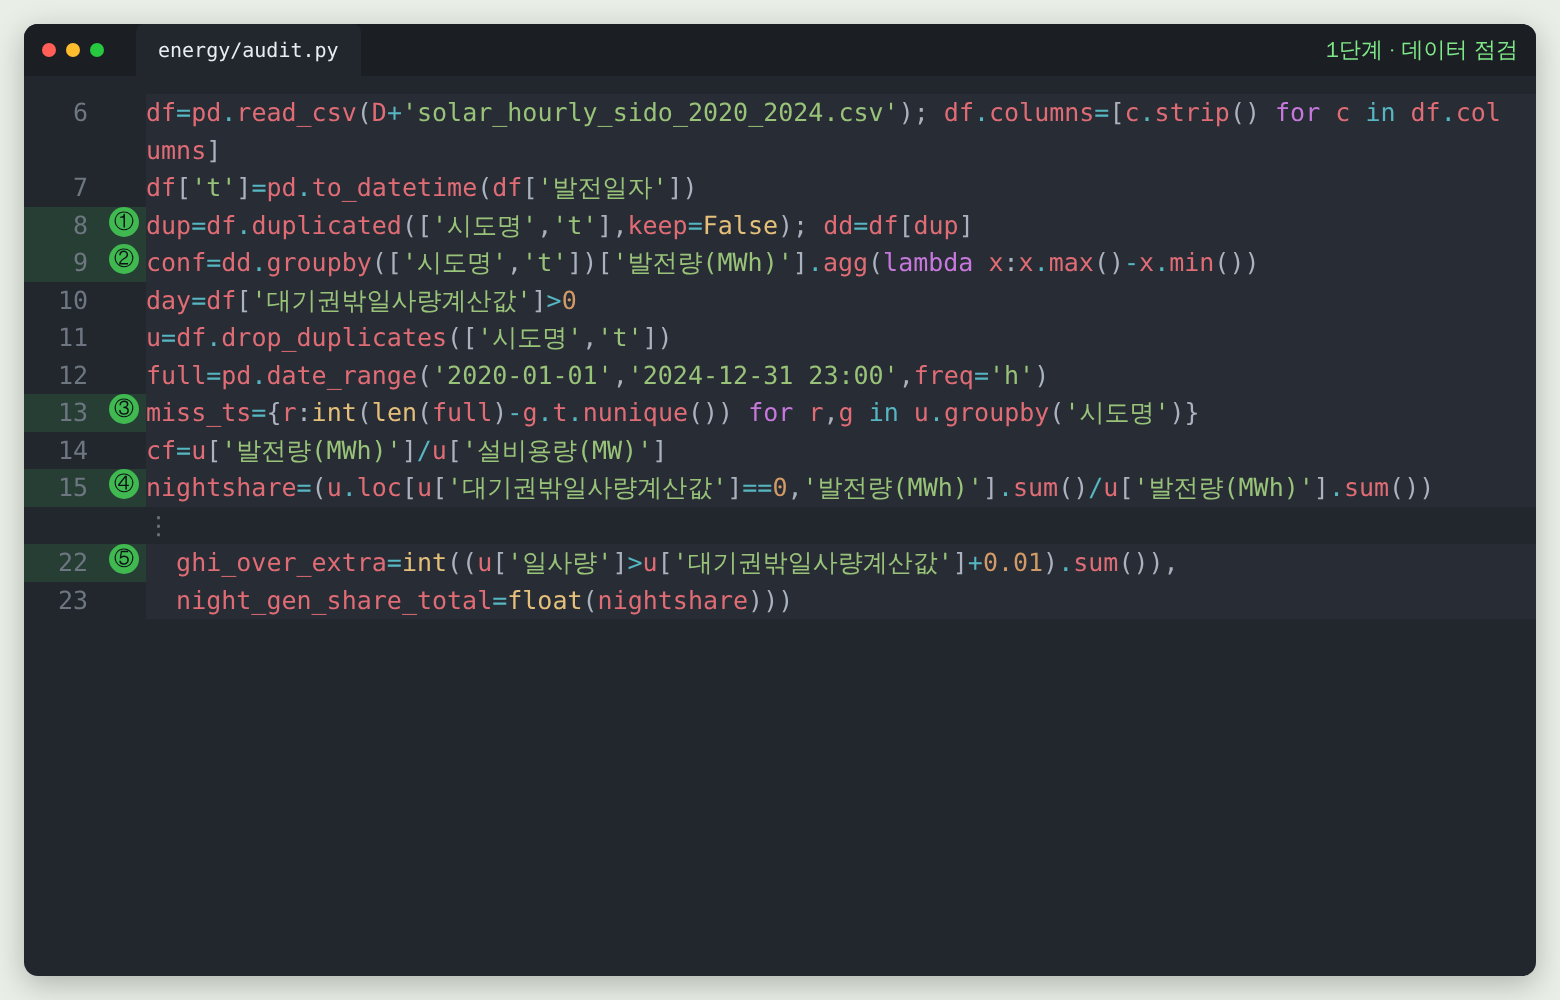 energy/audit.py
1단계 · 데이터 점검
6 df=pd.read_csv(D+'solar_hourly_sido_2020_2024.csv'); df.columns=[c.strip() for c in df.col
umns]
7 df['t']=pd.to_datetime(df['발전일자'])
8 ① dup=df.duplicated(['시도명','t'],keep=False); dd=df[dup]
9 ② conf=dd.groupby(['시도명','t'])['발전량(MWh)'].agg(lambda x:x.max()-x.min())
10 day=df['대기권밖일사량계산값']>0
11 u=df.drop_duplicates(['시도명','t'])
12 full=pd.date_range('2020-01-01','2024-12-31 23:00',freq='h')
13 ③ miss_ts={r:int(len(full)-g.t.nunique()) for r,g in u.groupby('시도명')}
14 cf=u['발전량(MWh)']/u['설비용량(MW)']
15 ④ nightshare=(u.loc[u['대기권밖일사량계산값']==0,'발전량(MWh)'].sum()/u['발전량(MWh)'].sum())
⋮
22 ⑤ ghi_over_extra=int((u['일사량']>u['대기권밖일사량계산값']+0.01).sum()),
23 night_gen_share_total=float(nightshare)))